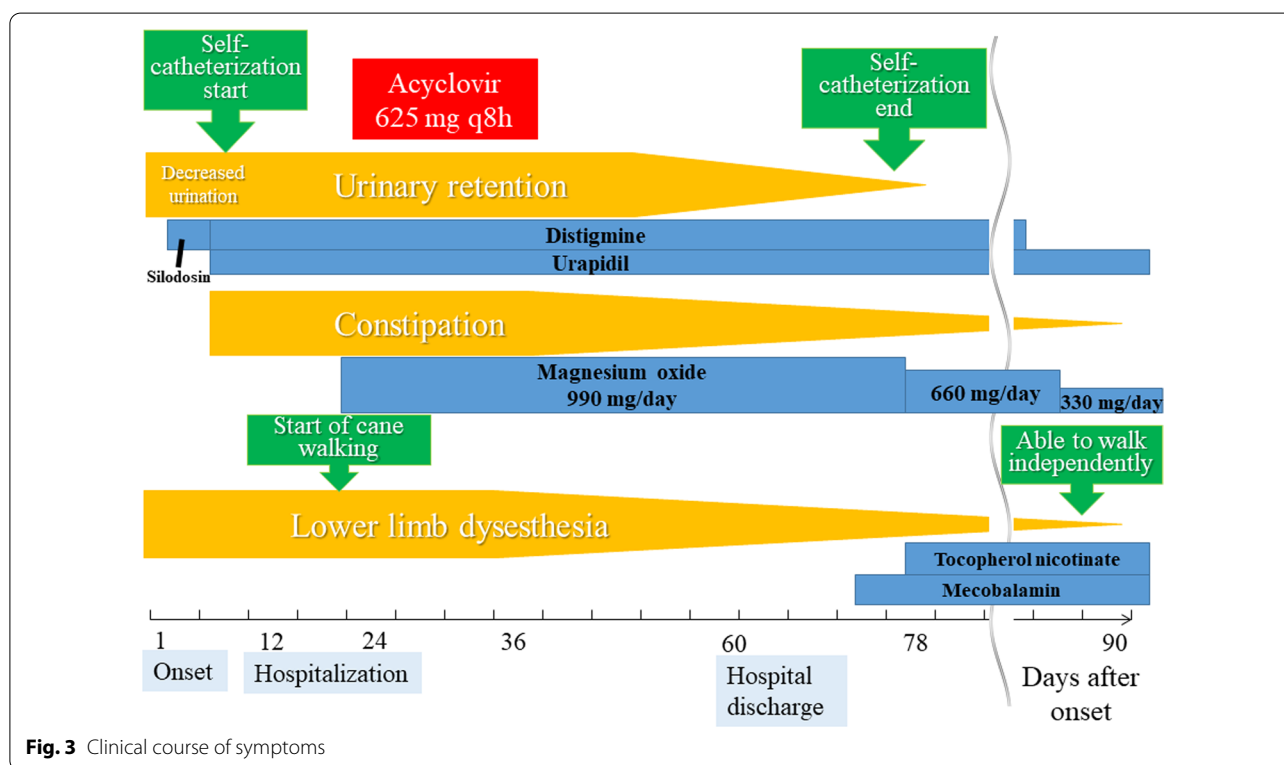 Self-
catheterization
start
Acyclovir
625 mg q8h
Self-
catheterization
end
Decreased
urination
Urinary retention
Distigmine
Urapidil
Silodosin
Constipation
Magnesium oxide
990 mg/day
660 mg/day
330 mg/day
Start of cane
walking
Able to walk
independently
Lower limb dysesthesia
Tocopherol nicotinate
Mecobalamin
1 12 24 36 60 78 90
Onset
Hospitalization
Hospital
discharge
Days after
onset
Fig. 3 Clinical course of symptoms